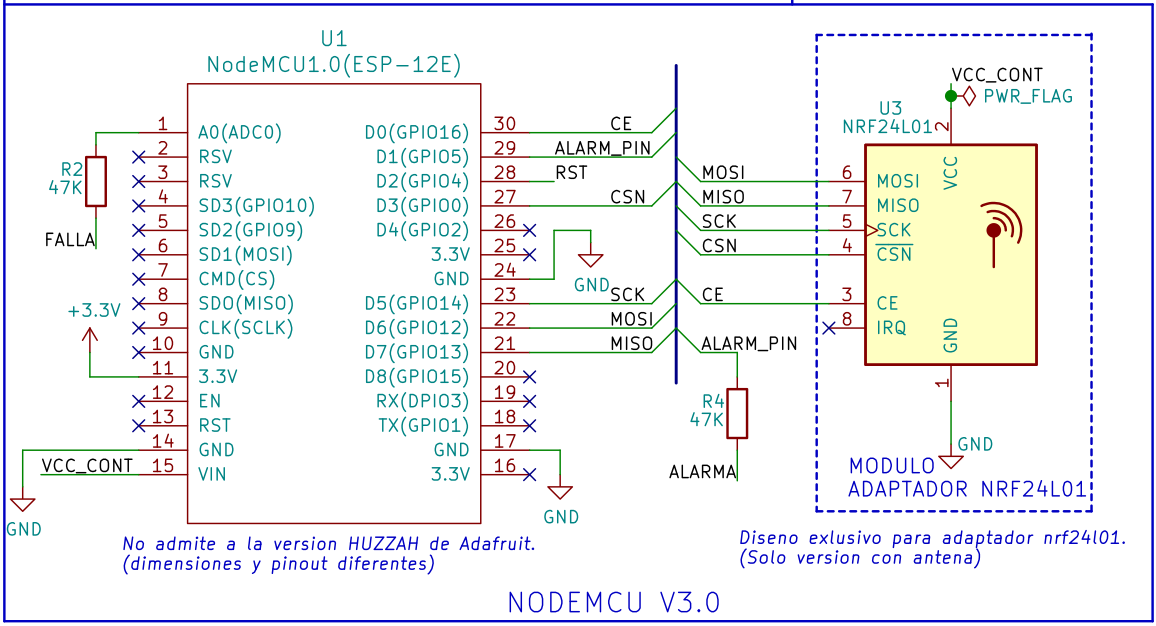 U1
NodeMCU1.0(ESP-12E)
1 A0(ADC0)
2 RSV
3 RSV
4 SD3(GPIO10)
5 SD2(GPIO9)
6 SD1(MOSI)
7 CMD(CS)
8 SDO(MISO)
9 CLK(SCLK)
10 GND
11 3.3V
12 EN
13 RST
14 GND
15 VIN
D0(GPIO16) 30 CE
D1(GPIO5) 29 ALARM_PIN
D2(GPIO4) 28 RST
D3(GPIO0) 27 CSN
D4(GPIO2) 26
3.3V 25
GND 24
D5(GPIO14) 23 SCK
D6(GPIO12) 22 MOSI
D7(GPIO13) 21 MISO
D8(GPIO15) 20
RX(DPIO3) 19
TX(GPIO1) 18
GND 17
3.3V 16
R2
47K
FALLA
+3.3V
VCC_CONT
GND
GND
GND
MOSI
MISO
SCK
CSN
CE
ALARM_PIN
R4
47K
ALARMA
VCC_CONT
PWR_FLAG
U3
NRF24L01
2
VCC
6 MOSI
7 MISO
5 SCK
4 CSN
3 CE
8 IRQ
GND
1
GND
MODULO
ADAPTADOR NRF24L01
No admite a la version HUZZAH de Adafruit.
(dimensiones y pinout diferentes)
Diseno exlusivo para adaptador nrf24l01.
(Solo version con antena)
NODEMCU V3.0